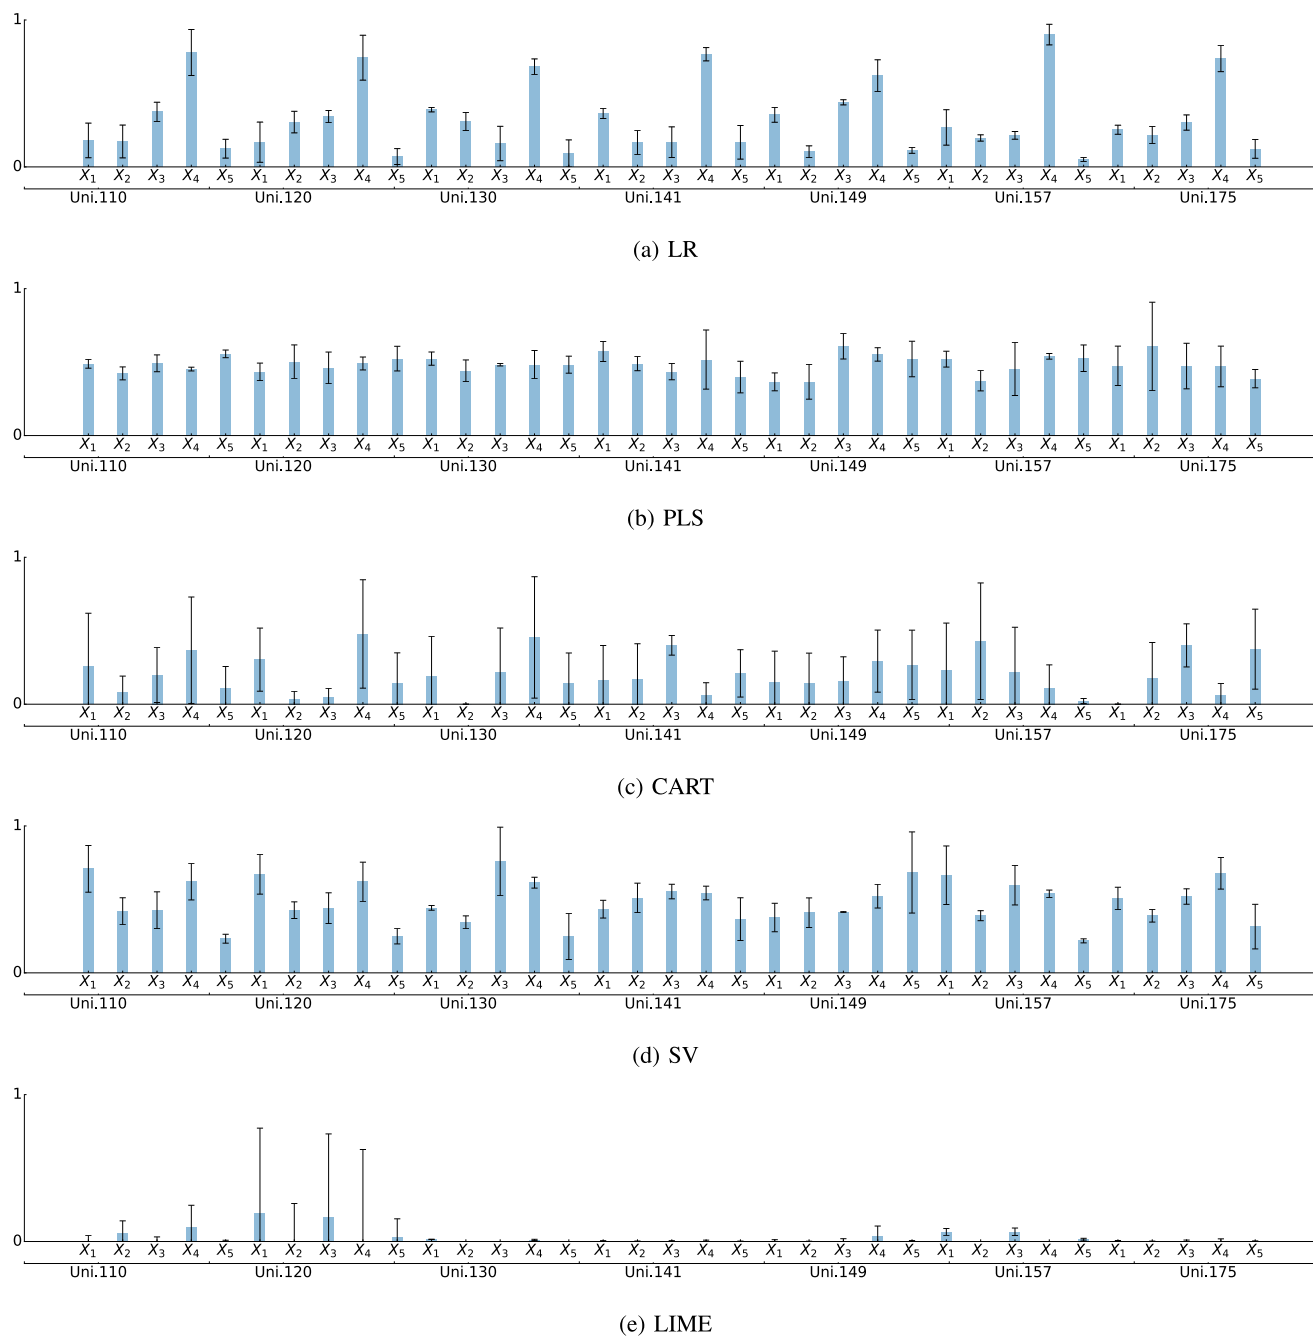 1
0
X₁ X₂ X₃ X₄ X₅ X₁ X₂ X₃ X₄ X₅ X₁ X₂ X₃ X₄ X₅ X₁ X₂ X₃ X₄ X₅ X₁ X₂ X₃ X₄ X₅ X₁ X₂ X₃ X₄ X₅ X₁ X₂ X₃ X₄ X₅
Uni.110 Uni.120 Uni.130 Uni.141 Uni.149 Uni.157 Uni.175
(a) LR
1
0
X₁ X₂ X₃ X₄ X₅ X₁ X₂ X₃ X₄ X₅ X₁ X₂ X₃ X₄ X₅ X₁ X₂ X₃ X₄ X₅ X₁ X₂ X₃ X₄ X₅ X₁ X₂ X₃ X₄ X₅ X₁ X₂ X₃ X₄ X₅
Uni.110 Uni.120 Uni.130 Uni.141 Uni.149 Uni.157 Uni.175
(b) PLS
1
0
X₁ X₂ X₃ X₄ X₅ X₁ X₂ X₃ X₄ X₅ X₁ X₂ X₃ X₄ X₅ X₁ X₂ X₃ X₄ X₅ X₁ X₂ X₃ X₄ X₅ X₁ X₂ X₃ X₄ X₅ X₁ X₂ X₃ X₄ X₅
Uni.110 Uni.120 Uni.130 Uni.141 Uni.149 Uni.157 Uni.175
(c) CART
1
0
X₁ X₂ X₃ X₄ X₅ X₁ X₂ X₃ X₄ X₅ X₁ X₂ X₃ X₄ X₅ X₁ X₂ X₃ X₄ X₅ X₁ X₂ X₃ X₄ X₅ X₁ X₂ X₃ X₄ X₅ X₁ X₂ X₃ X₄ X₅
Uni.110 Uni.120 Uni.130 Uni.141 Uni.149 Uni.157 Uni.175
(d) SV
1
0
X₁ X₂ X₃ X₄ X₅ X₁ X₂ X₃ X₄ X₅ X₁ X₂ X₃ X₄ X₅ X₁ X₂ X₃ X₄ X₅ X₁ X₂ X₃ X₄ X₅ X₁ X₂ X₃ X₄ X₅ X₁ X₂ X₃ X₄ X₅
Uni.110 Uni.120 Uni.130 Uni.141 Uni.149 Uni.157 Uni.175
(e) LIME